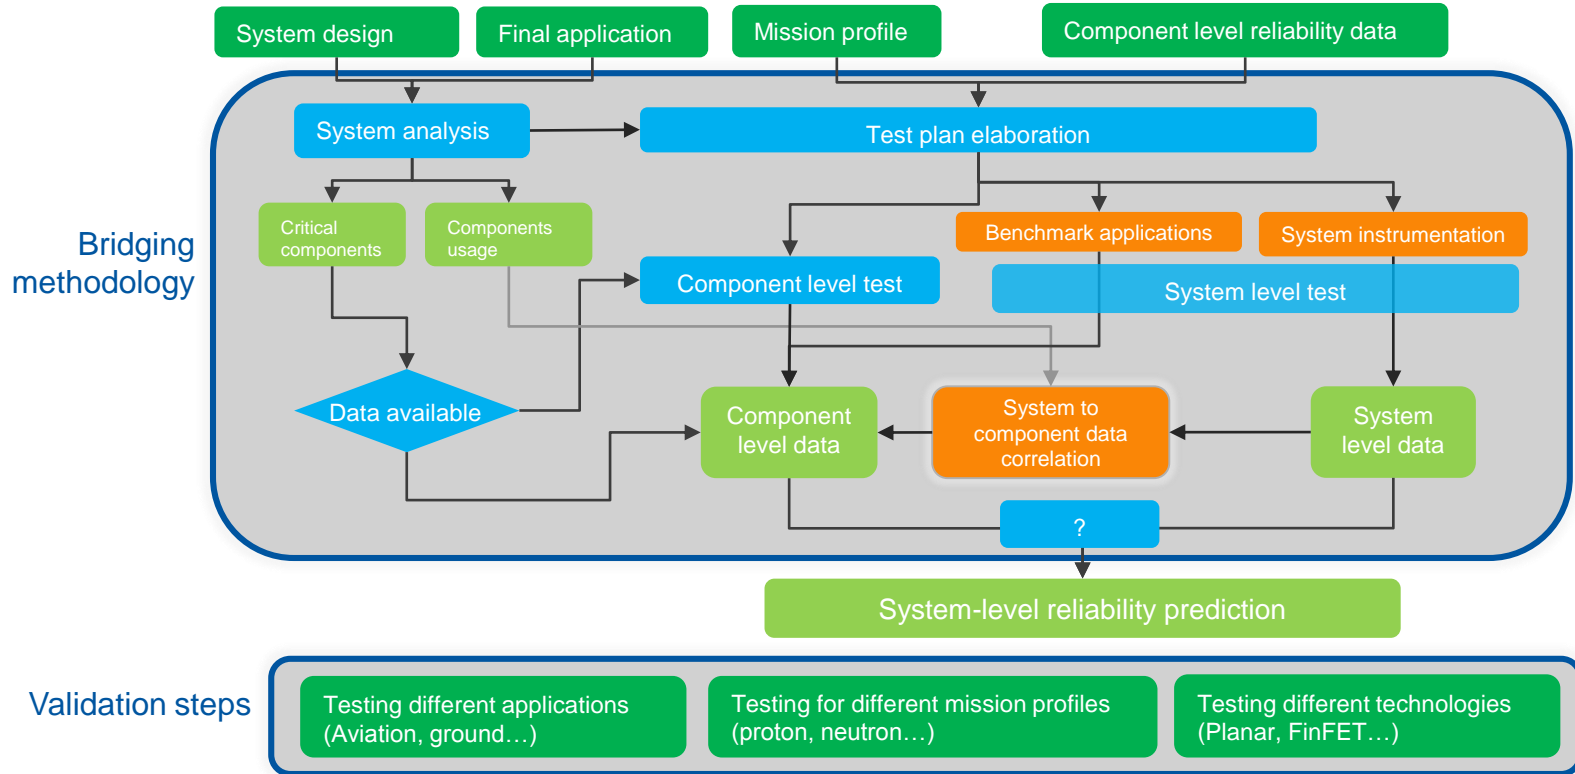 System design
Final application
Mission profile
Component level reliability data
System analysis
Test plan elaboration
Critical
components
Components
usage
Benchmark applications
System instrumentation
Bridging
methodology
Component level test
System level test
Data available
Component
level data
System to
component data
correlation
System
level data
?
System-level reliability prediction
Validation steps
Testing different applications
(Aviation, ground…)
Testing for different mission profiles
(proton, neutron…)
Testing different technologies
(Planar, FinFET…)